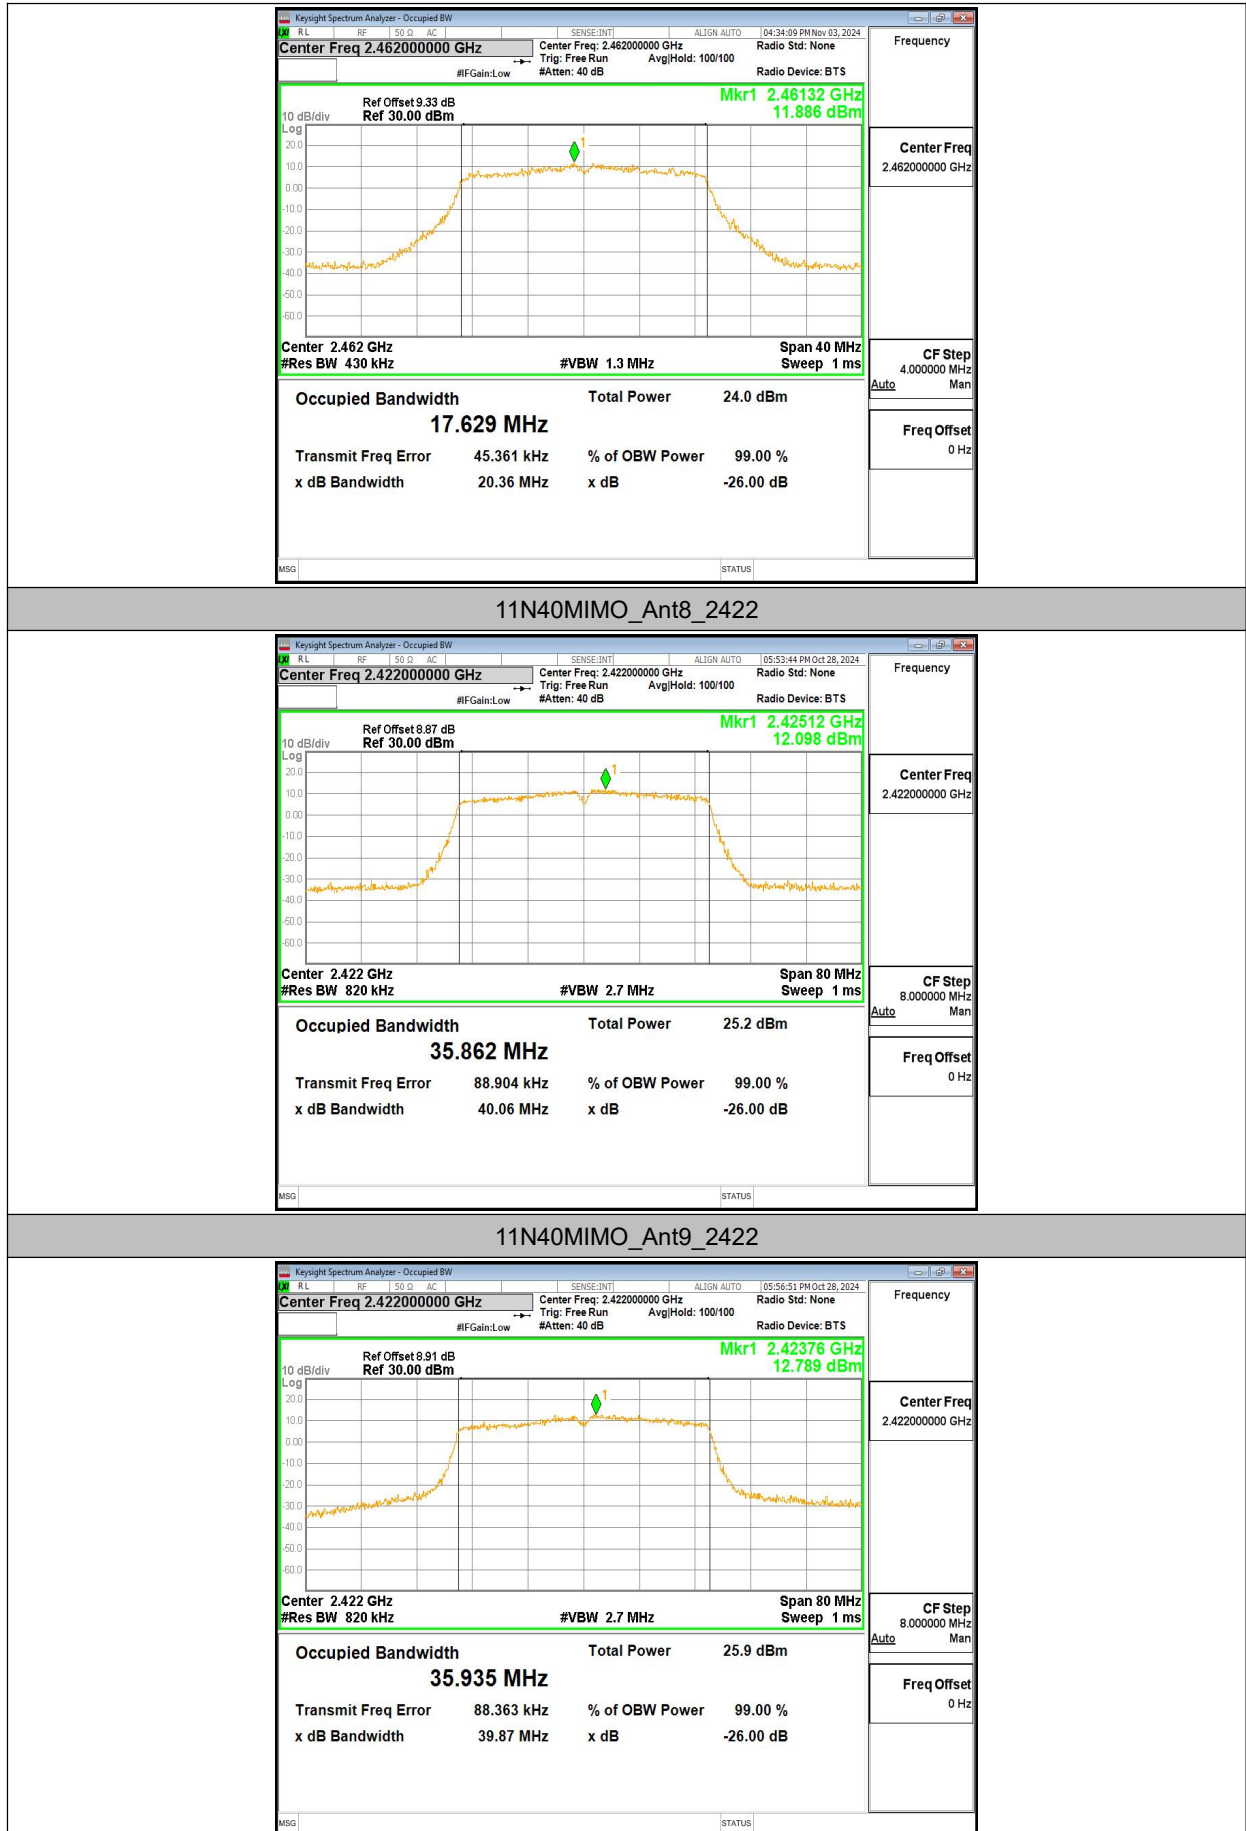 Keysight Spectrum Analyzer - Occupied BW
LXI RL RF 50 Ω AC SENSE:INT ALIGN AUTO 04:34:09 PM Nov 03, 2024
Center Freq 2.462000000 GHz Center Freq: 2.462000000 GHz Radio Std: None Frequency
Trig: Free Run Avg|Hold: 100/100
#IFGain:Low #Atten: 40 dB Radio Device: BTS
Mkr1 2.46132 GHz
Ref Offset 9.33 dB 11.886 dBm
10 dB/div Ref 30.00 dBm
Log
20.0
1
Center Freq
2.462000000 GHz
10.0
0.00
-10.0
-20.0
-30.0
-40.0
-50.0
-60.0
Center 2.462 GHz Span 40 MHz
#Res BW 430 kHz #VBW 1.3 MHz Sweep 1 ms
CF Step
4.000000 MHz
Auto Man
Occupied Bandwidth Total Power 24.0 dBm
17.629 MHz
Freq Offset
0 Hz
Transmit Freq Error 45.361 kHz % of OBW Power 99.00 %
x dB Bandwidth 20.36 MHz x dB -26.00 dB
MSG STATUS
11N40MIMO_Ant8_2422
Keysight Spectrum Analyzer - Occupied BW
LXI RL RF 50 Ω AC SENSE:INT ALIGN AUTO 05:53:44 PM Oct 28, 2024
Center Freq 2.422000000 GHz Center Freq: 2.422000000 GHz Radio Std: None Frequency
Trig: Free Run Avg|Hold: 100/100
#IFGain:Low #Atten: 40 dB Radio Device: BTS
Mkr1 2.42512 GHz
Ref Offset 8.87 dB 12.098 dBm
10 dB/div Ref 30.00 dBm
Log
20.0
1
Center Freq
2.422000000 GHz
10.0
0.00
-10.0
-20.0
-30.0
-40.0
-50.0
-60.0
Center 2.422 GHz Span 80 MHz
#Res BW 820 kHz #VBW 2.7 MHz Sweep 1 ms
CF Step
8.000000 MHz
Auto Man
Occupied Bandwidth Total Power 25.2 dBm
35.862 MHz
Freq Offset
0 Hz
Transmit Freq Error 88.904 kHz % of OBW Power 99.00 %
x dB Bandwidth 40.06 MHz x dB -26.00 dB
MSG STATUS
11N40MIMO_Ant9_2422
Keysight Spectrum Analyzer - Occupied BW
LXI RL RF 50 Ω AC SENSE:INT ALIGN AUTO 05:56:51 PM Oct 28, 2024
Center Freq 2.422000000 GHz Center Freq: 2.422000000 GHz Radio Std: None Frequency
Trig: Free Run Avg|Hold: 100/100
#IFGain:Low #Atten: 40 dB Radio Device: BTS
Mkr1 2.42376 GHz
Ref Offset 8.91 dB 12.789 dBm
10 dB/div Ref 30.00 dBm
Log
20.0
1
Center Freq
2.422000000 GHz
10.0
0.00
-10.0
-20.0
-30.0
-40.0
-50.0
-60.0
Center 2.422 GHz Span 80 MHz
#Res BW 820 kHz #VBW 2.7 MHz Sweep 1 ms
CF Step
8.000000 MHz
Auto Man
Occupied Bandwidth Total Power 25.9 dBm
35.935 MHz
Freq Offset
0 Hz
Transmit Freq Error 88.363 kHz % of OBW Power 99.00 %
x dB Bandwidth 39.87 MHz x dB -26.00 dB
MSG STATUS